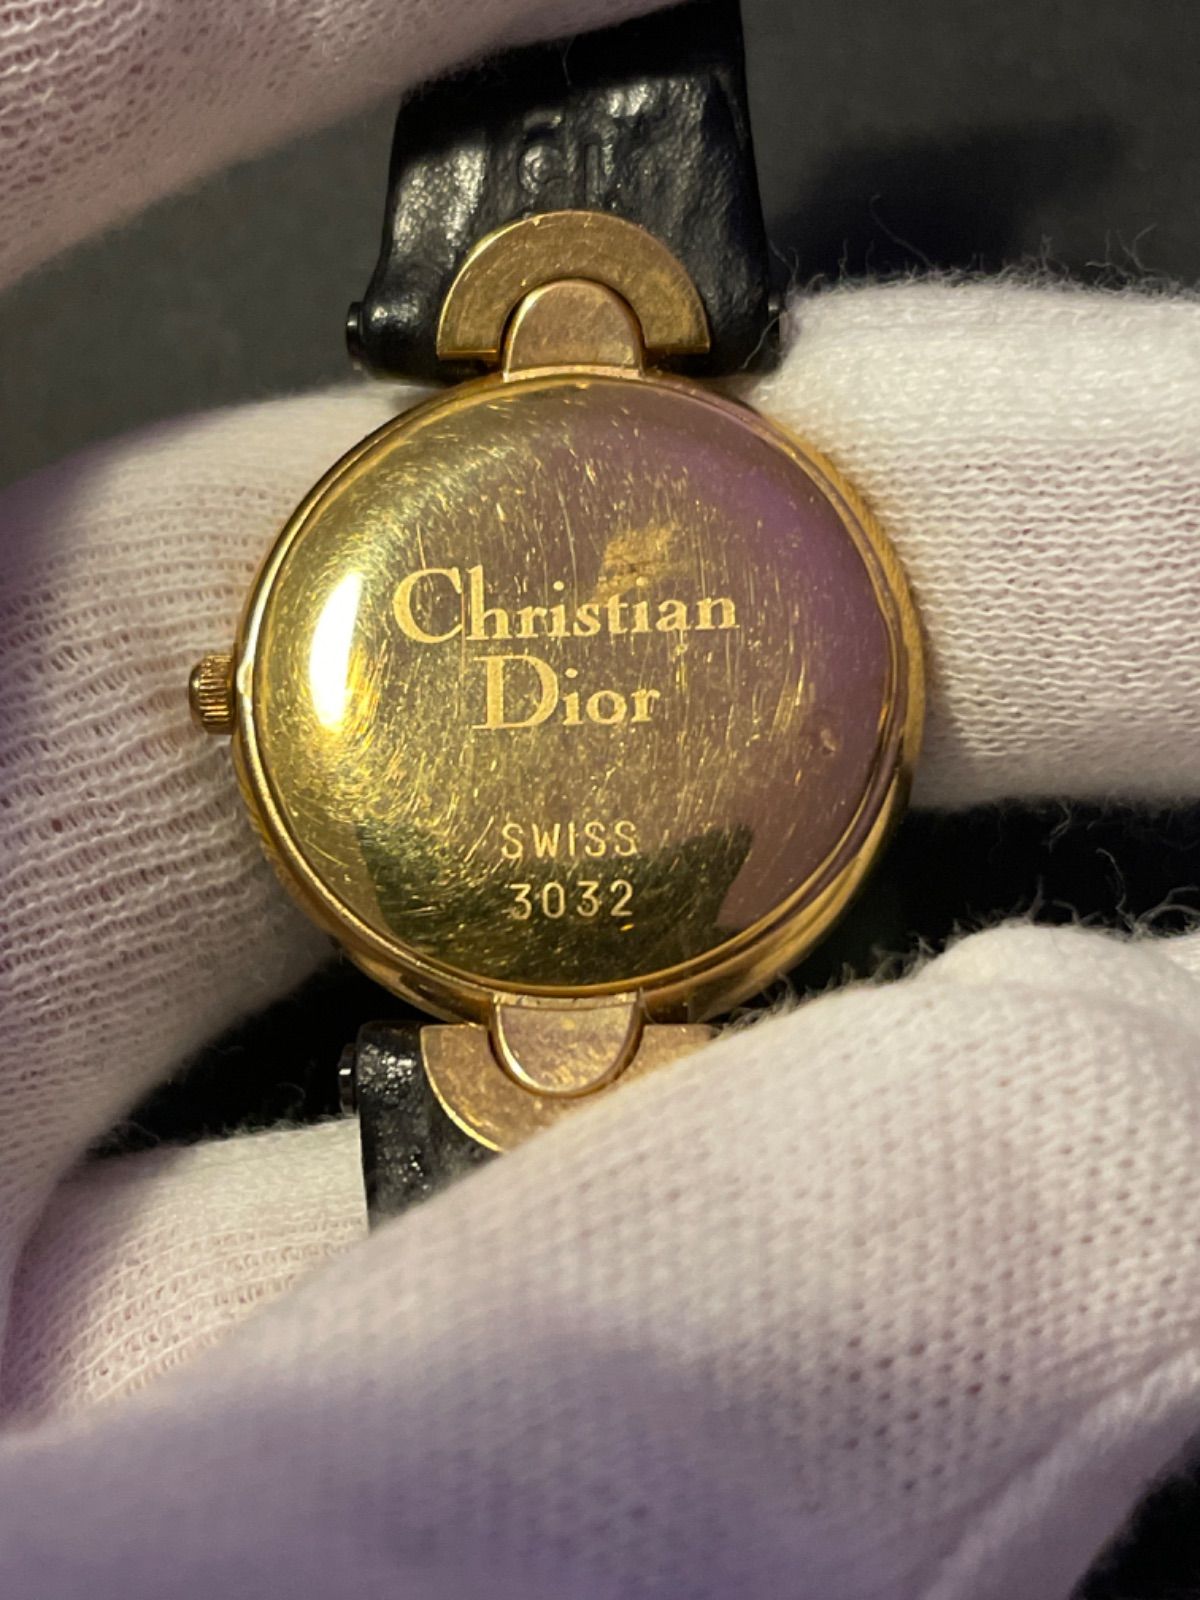 Christian
Dior
SWISS
3032